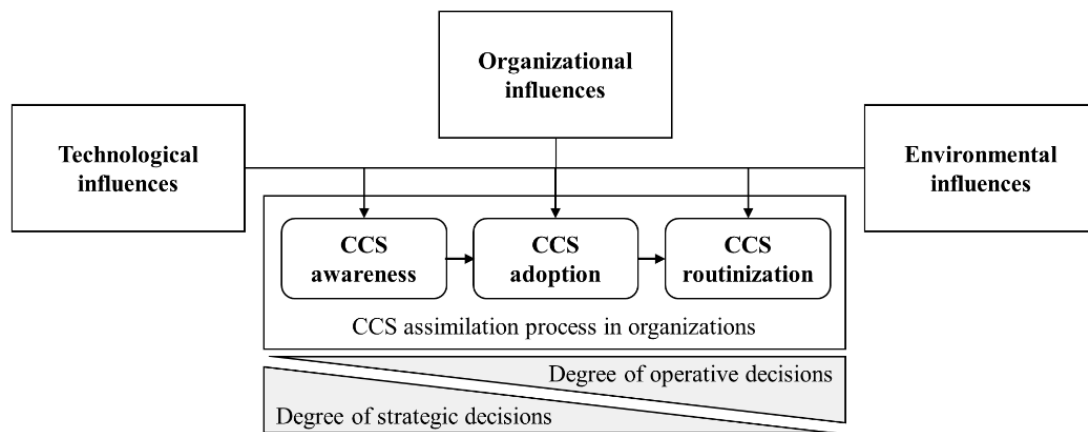 Organizational
influences
Technological
influences
Environmental
influences
CCS
awareness
CCS
adoption
CCS
routinization
CCS assimilation process in organizations
Degree of operative decisions
Degree of strategic decisions